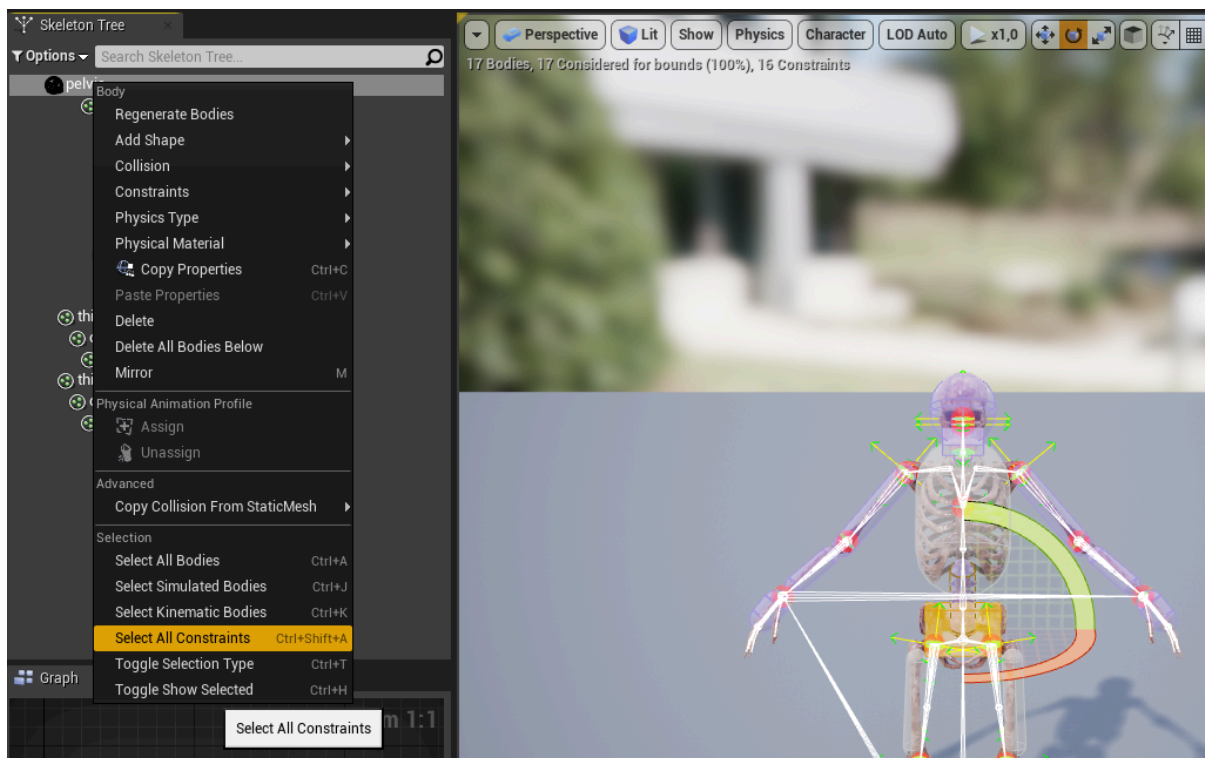 Skeleton Tree
Options
Search Skeleton Tree...
Body
Regenerate Bodies
Add Shape
Collision
Constraints
Physics Type
Physical Material
Copy Properties Ctrl+C
Paste Properties Ctrl+V
Delete
Delete All Bodies Below
Mirror M
Physical Animation Profile
Assign
Unassign
Advanced
Copy Collision From StaticMesh
Selection
Select All Bodies Ctrl+A
Select Simulated Bodies Ctrl+J
Select Kinematic Bodies Ctrl+K
Select All Constraints Ctrl+Shift+A
Toggle Selection Type Ctrl+T
Toggle Show Selected Ctrl+H
Select All Constraints
Graph
1:1
Perspective Lit Show Physics Character LOD Auto x1,0
17 Bodies, 17 Considered for bounds (100%), 16 Constraints